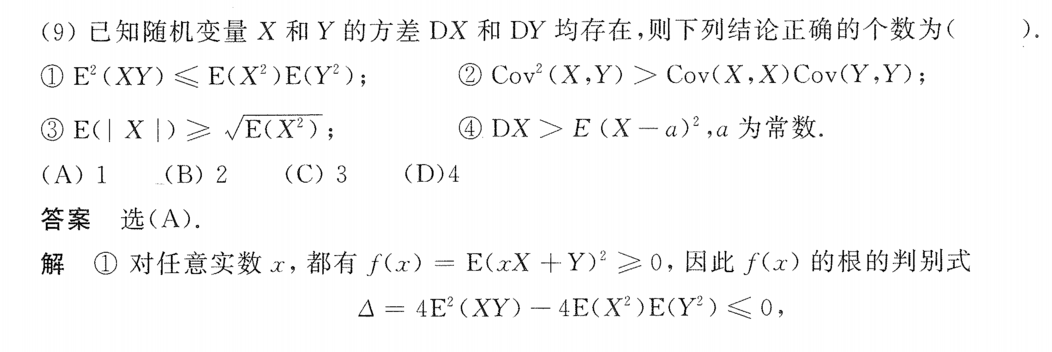 (9) 已知随机变量 X 和 Y 的方差 DX 和 DY 均存在,则下列结论正确的个数为(　　).
① E²(XY) ≤ E(X²)E(Y²); ② Cov²(X,Y) > Cov(X,X)Cov(Y,Y);
③ E(| X |) ≥ √E(X²); ④ DX > E (X − a)²,a 为常数.
(A) 1 (B) 2 (C) 3 (D)4
答案 选(A).
解 ① 对任意实数 x, 都有 f(x) = E(xX + Y)² ≥ 0, 因此 f(x) 的根的判别式
Δ = 4E²(XY) − 4E(X²)E(Y²) ≤ 0,